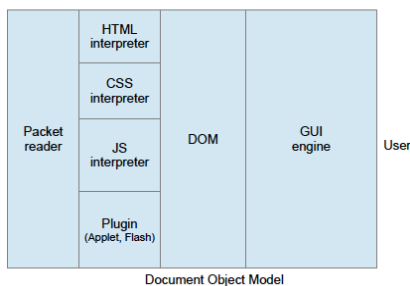 HTML
interpreter
CSS
interpreter
Packet
reader
JS
interpreter
DOM
GUI
engine
User
Plugin
(Applet, Flash)
Document Object Model